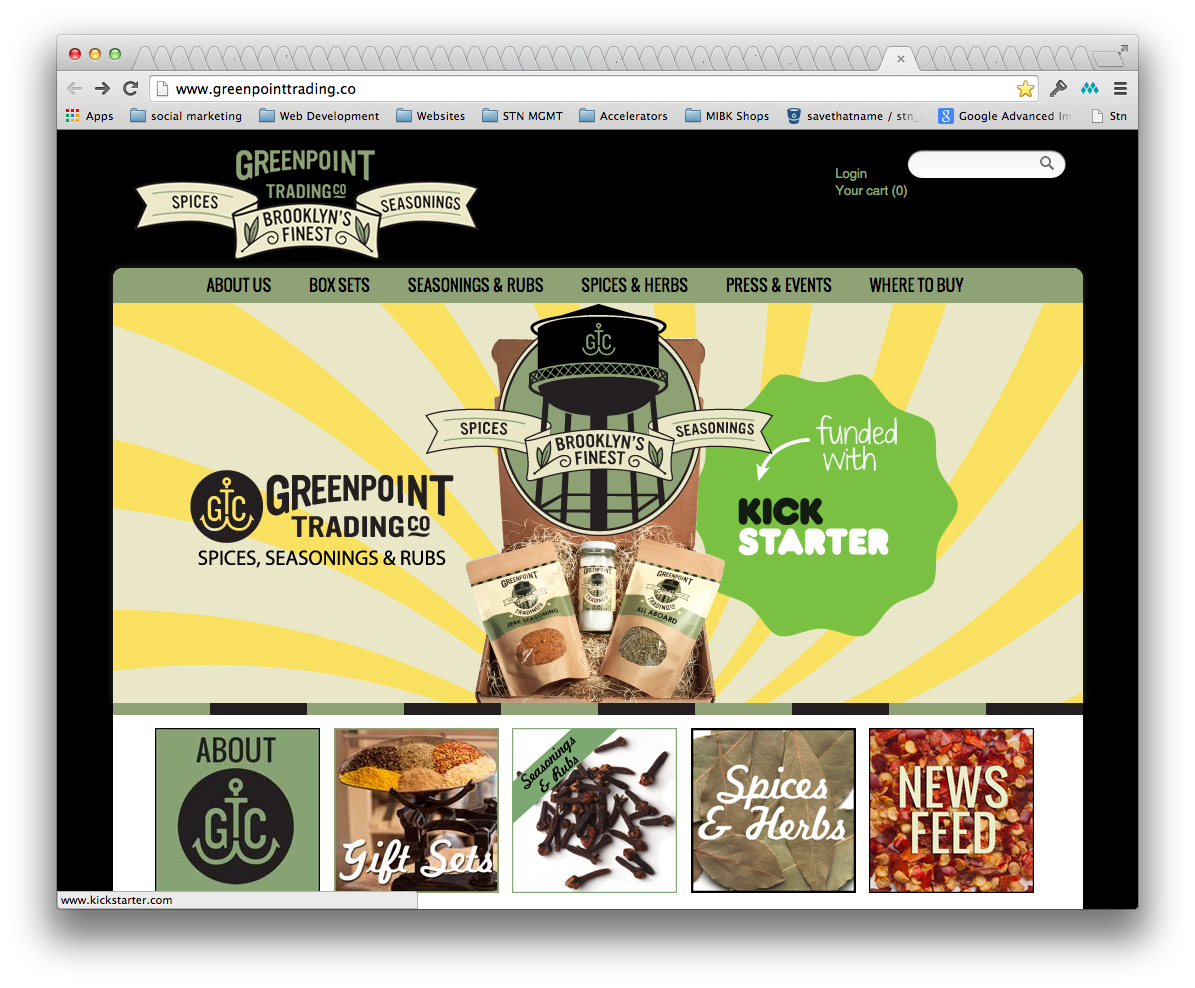 www.greenpointtrading.co
Apps social marketing Web Development Websites STN MGMT Accelerators MIBK Shops savethatname / stn_ Google Advanced Im Stn
GREENPOINT
TRADING CO
SPICES
SEASONINGS
BROOKLYN'S
FINEST
Login
Your cart (0)
ABOUT US BOX SETS SEASONINGS & RUBS SPICES & HERBS PRESS & EVENTS WHERE TO BUY
GTC
SPICES
SEASONINGS
BROOKLYN'S
FINEST
funded
with
KICK
STARTER
GTC
GREENPOINT
TRADING CO
SPICES, SEASONINGS & RUBS
GREENPOINT
TRADING CO
JERK SEASONING
GREENPOINT
TRADING CO
GREENPOINT
TRADING CO
ALL ABOARD
ABOUT
GTC
Gift Sets
Seasonings
& Rubs
Spices
& Herbs
NEWS
FEED
www.kickstarter.com